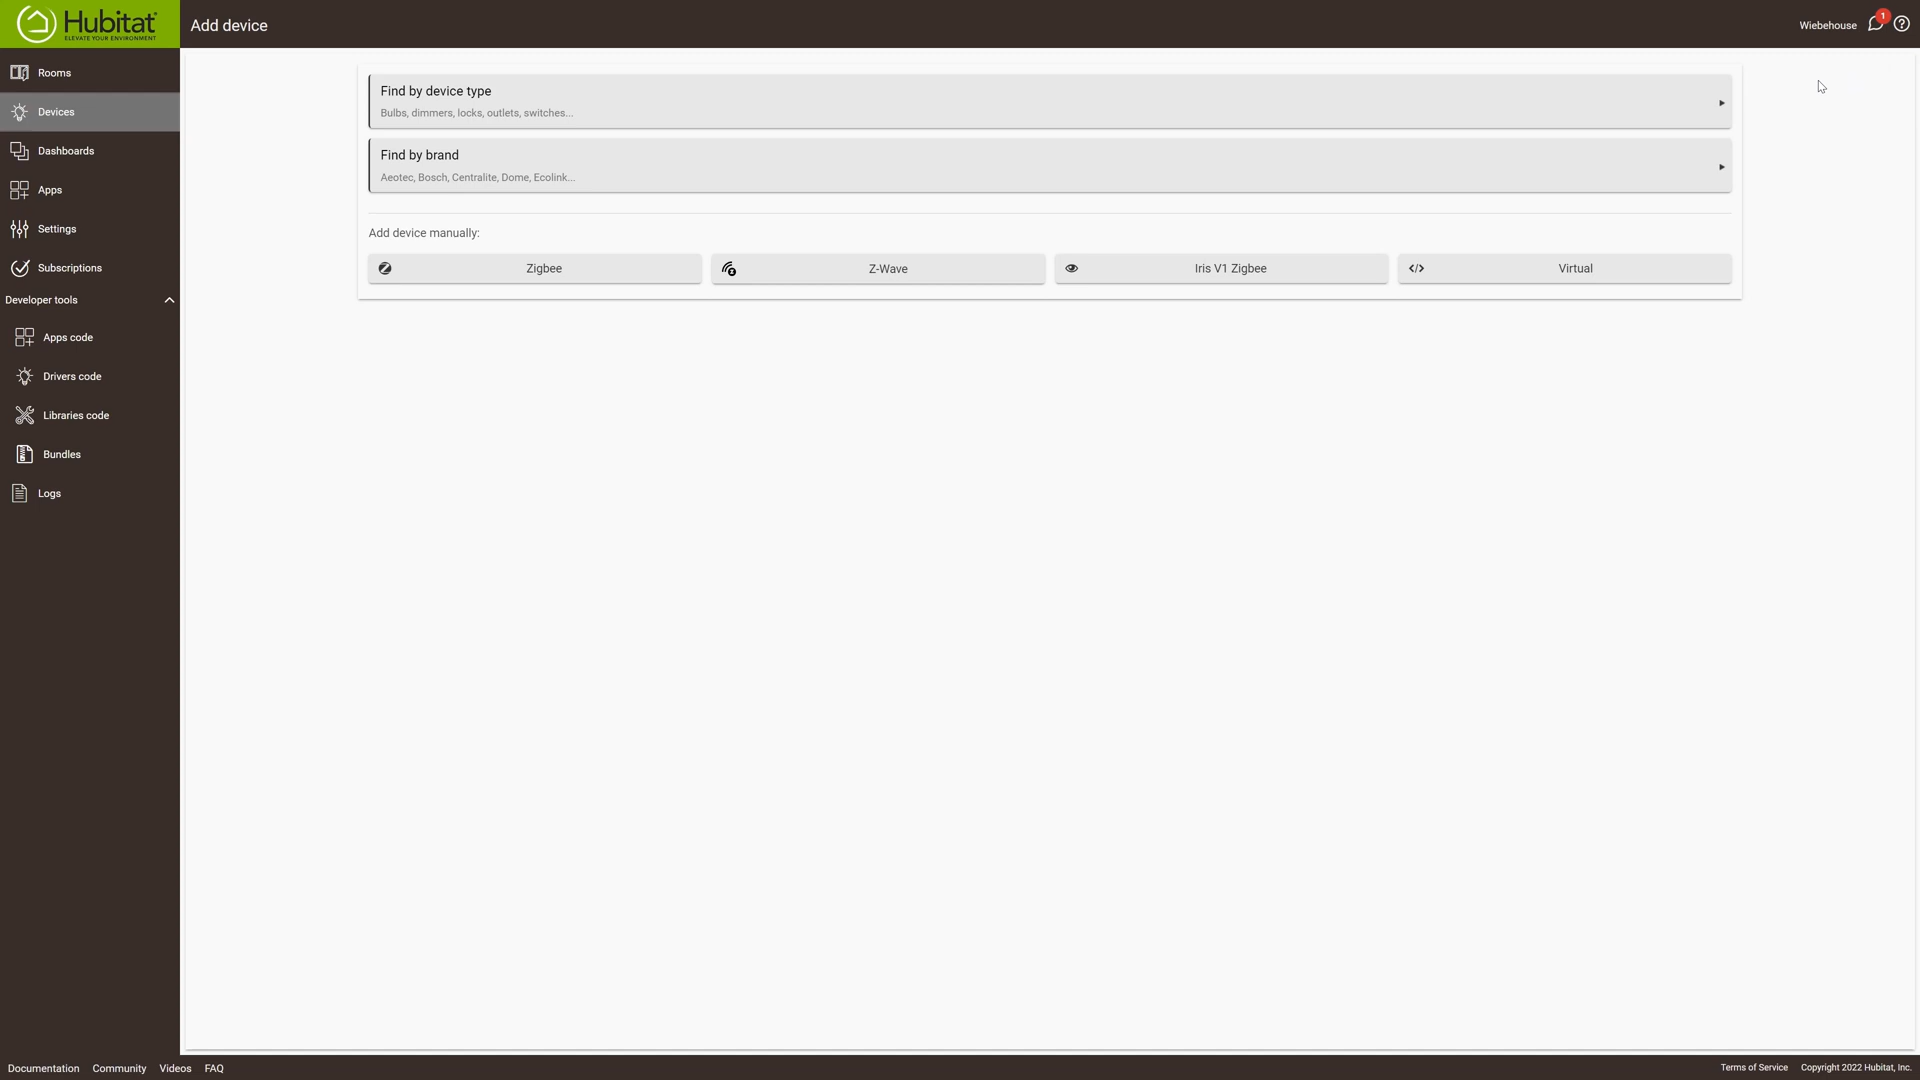 Hubitat®
ELEVATE YOUR ENVIRONMENT
Add device
Wiebehouse
1
Rooms
Devices
Dashboards
Apps
Settings
Subscriptions
Developer tools
Apps code
Drivers code
Libraries code
Bundles
Logs
Find by device type
Bulbs, dimmers, locks, outlets, switches...
Find by brand
Aeotec, Bosch, Centralite, Dome, Ecolink...
Add device manually:
Zigbee
Z-Wave
Iris V1 Zigbee
Virtual
Documentation Community Videos FAQ
Terms of Service Copyright 2022 Hubitat, Inc.